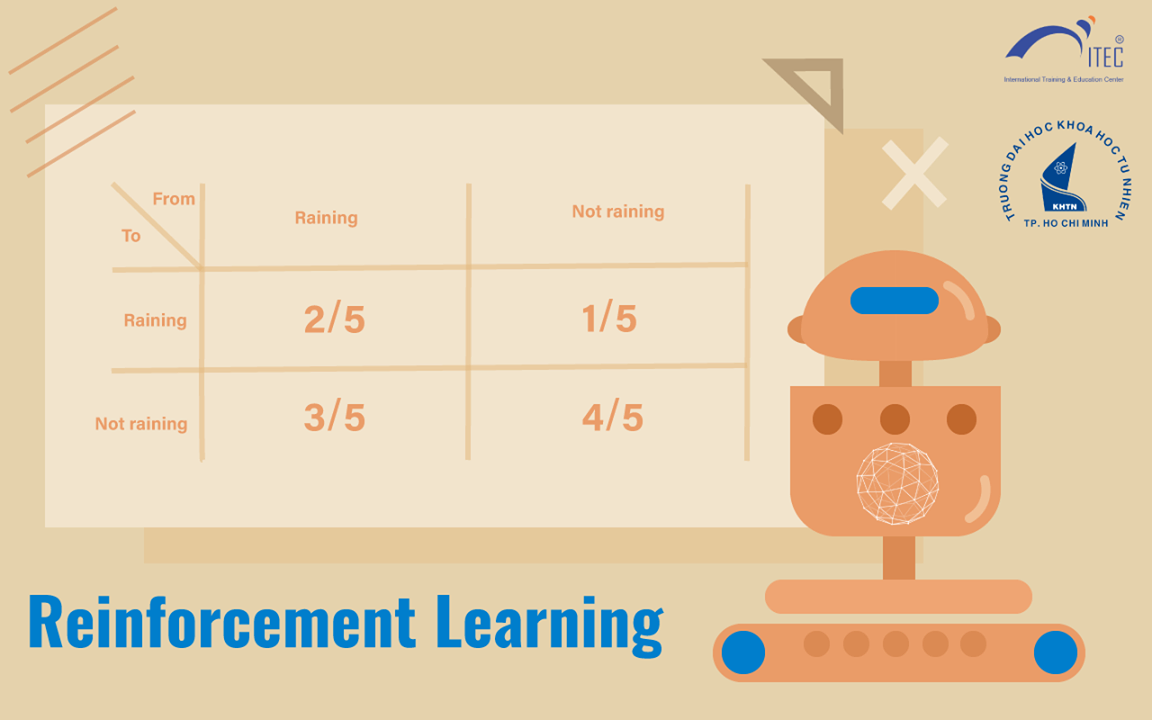 ITEC ®
International Training & Education Center
TRUONG DAI HOC KHOA HOC TU NHIEN
KHTN
TP. HO CHI MINH
From
To
Raining
Not raining
Raining
2/5
1/5
Not raining
3/5
4/5
Reinforcement Learning